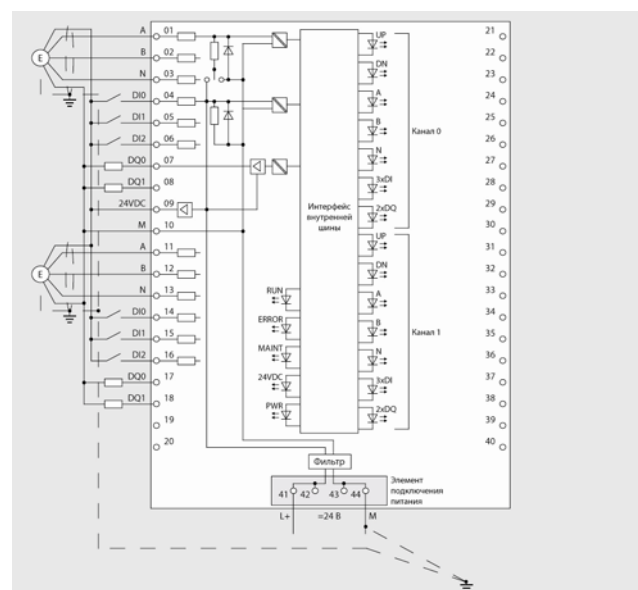 A 01
B 02
N 03
DI0 04
DI1 05
DI2 06
DQ0 07
DQ1 08
24VDC 09
M 10
A 11
B 12
N 13
DI0 14
DI1 15
DI2 16
DQ0 17
DQ1 18
19
20
E
E
Интерфейс
внутренней
шины
RUN
ERROR
MAINT
24VDC
PWR
UP
DN
A
B
N
3xDI
2xDQ
Канал 0
UP
DN
A
B
N
3xDI
2xDQ
Канал 1
21
22
23
24
25
26
27
28
29
30
31
32
33
34
35
36
37
38
39
40
Фильтр
41 42 43 44
Элемент
подключения
питания
L+ =24 В M